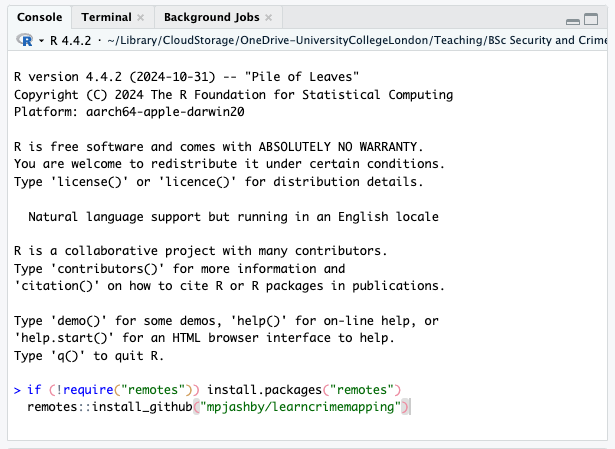 Console Terminal × Background Jobs ×
R 4.4.2 · ~/Library/CloudStorage/OneDrive-UniversityCollegeLondon/Teaching/BSc Security and Crime
R version 4.4.2 (2024-10-31) -- "Pile of Leaves"
Copyright (C) 2024 The R Foundation for Statistical Computing
Platform: aarch64-apple-darwin20
R is free software and comes with ABSOLUTELY NO WARRANTY.
You are welcome to redistribute it under certain conditions.
Type 'license()' or 'licence()' for distribution details.
Natural language support but running in an English locale
R is a collaborative project with many contributors.
Type 'contributors()' for more information and
'citation()' on how to cite R or R packages in publications.
Type 'demo()' for some demos, 'help()' for on-line help, or
'help.start()' for an HTML browser interface to help.
Type 'q()' to quit R.
> if (!require("remotes")) install.packages("remotes")
remotes::install_github("mpjashby/learncrimemapping")